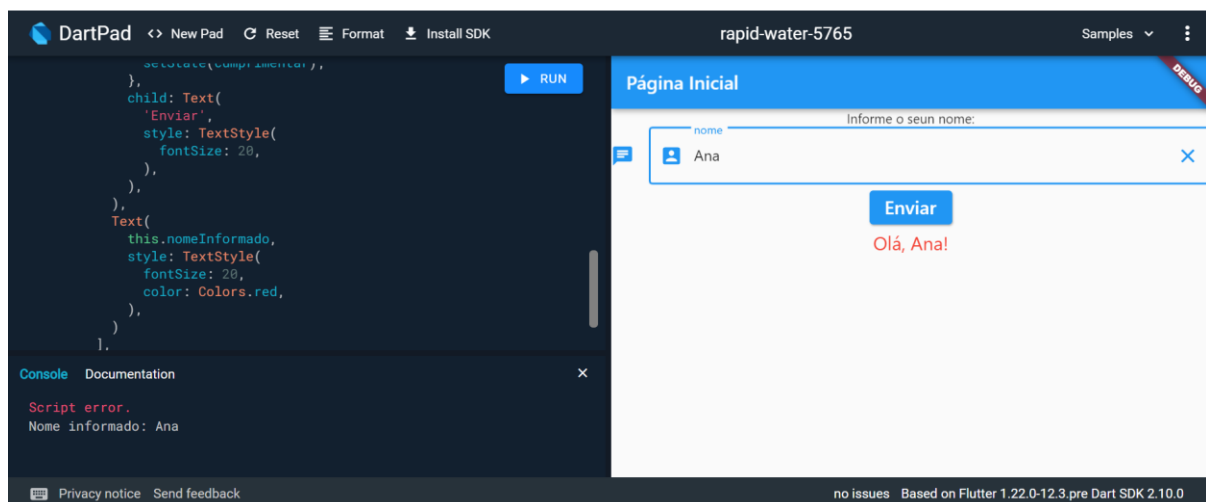 DartPad <> New Pad Reset Format Install SDK rapid-water-5765 Samples
setState(cumprimentar);
},
child: Text(
'Enviar',
style: TextStyle(
fontSize: 20,
),
),
),
Text(
this.nomeInformado,
style: TextStyle(
fontSize: 20,
color: Colors.red,
),
)
],
RUN
Console Documentation
Script error.
Nome informado: Ana
Página Inicial
DEBUG
Informe o seun nome:
nome
Ana
Enviar
Olá, Ana!
Privacy notice Send feedback no issues Based on Flutter 1.22.0-12.3.pre Dart SDK 2.10.0